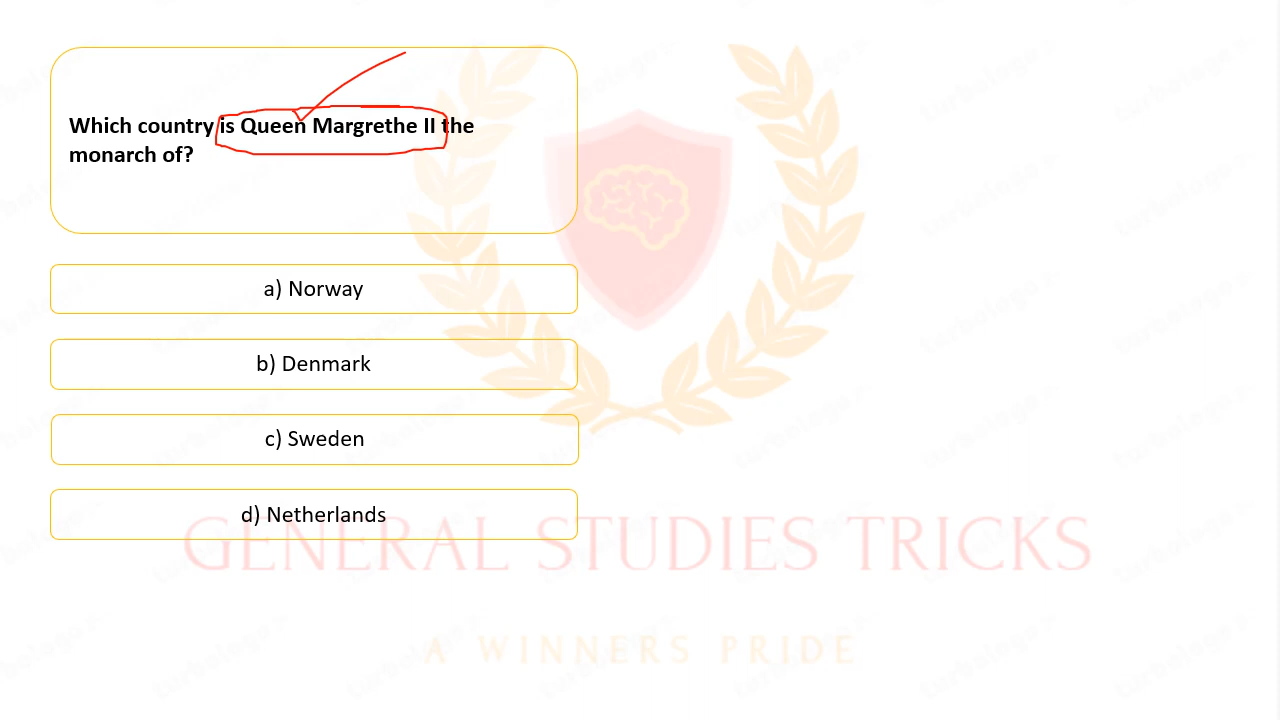 Which country is Queen Margrethe II the
monarch of?
a) Norway
b) Denmark
c) Sweden
d) Netherlands
GENERAL STUDIES TRICKS
A WINNERS PRIDE